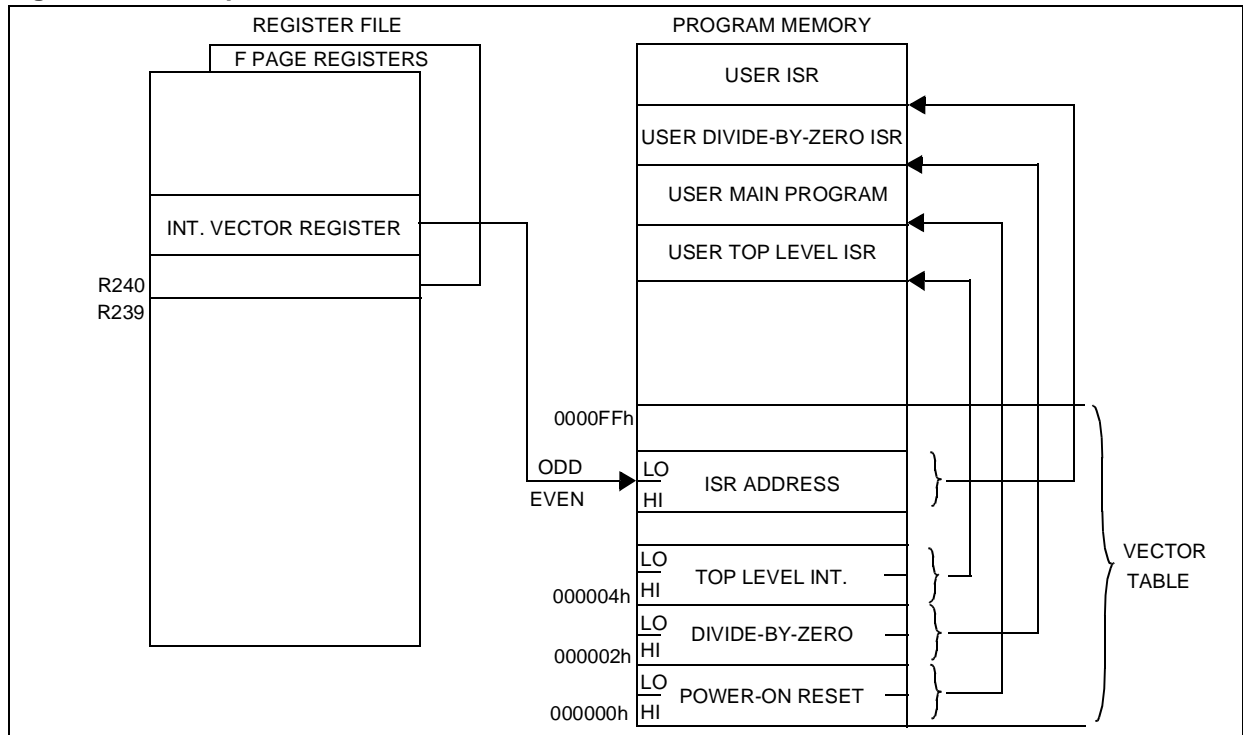 REGISTER FILE
F PAGE REGISTERS
INT. VECTOR REGISTER
R240
R239
PROGRAM MEMORY
USER ISR
USER DIVIDE-BY-ZERO ISR
USER MAIN PROGRAM
USER TOP LEVEL ISR
0000FFh
ODD
EVEN
LO
ISR ADDRESS
HI
LO
TOP LEVEL INT.
000004h HI
LO
DIVIDE-BY-ZERO
000002h HI
LO
POWER-ON RESET
000000h HI
VECTOR
TABLE